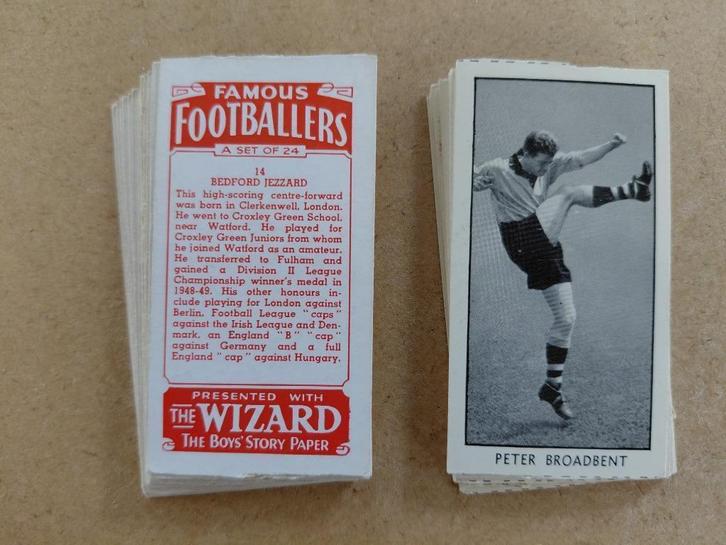 FAMOUS
FOOTBALLERS
A SET OF 24
14
BEDFORD JEZZARD
This high-scoring centre-forward
was born in Clerkenwell, London.
He went to Croxley Green School,
near Watford. He played for
Croxley Green Juniors from whom
he joined Watford as an amateur.
He transferred to Fulham and
gained a Division II League
Championship winner's medal in
1948-49. His other honours in-
clude playing for London against
Berlin, Football League "caps"
against the Irish League and Den-
mark, an England "B" "cap"
against Germany and a full
England "cap" against Hungary.
PRESENTED WITH
THE WIZARD
THE BOYS' STORY PAPER
PETER BROADBENT